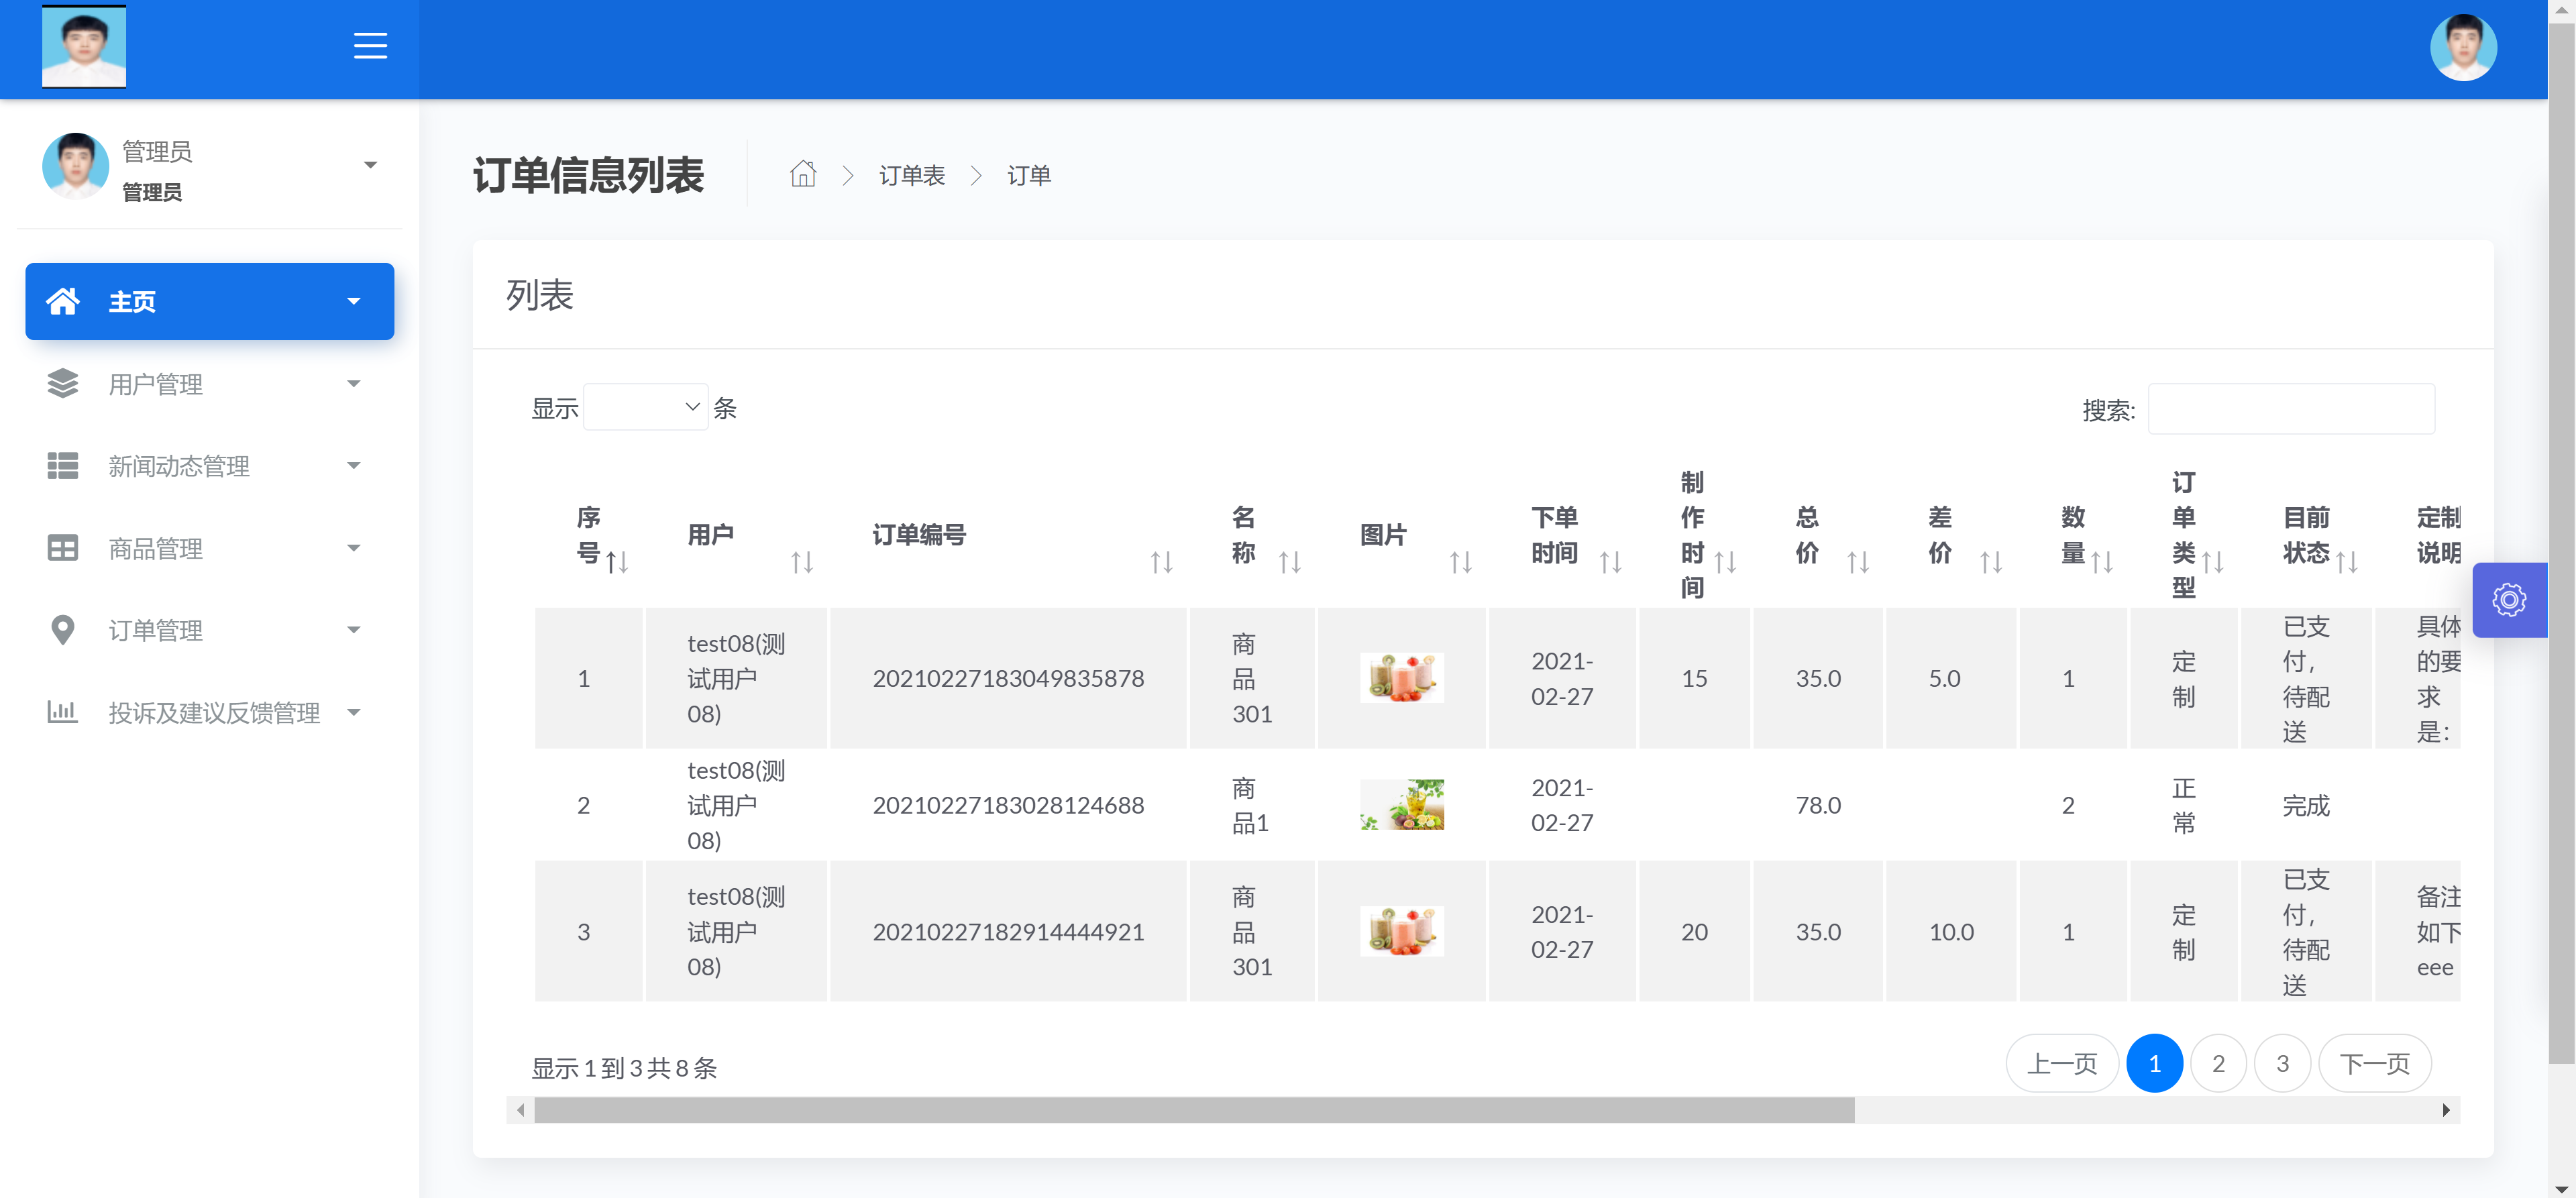 管理员
管理员
主页
用户管理
新闻动态管理
商品管理
订单管理
投诉及建议反馈管理
订单信息列表
订单表
订单
列表
显示 条
搜索:
序号 用户 订单编号 名称 图片 下单时间 制作时间 总价 差价 数量 订单类型 目前状态 定制说明
1 test08(测试用户08) 20210227183049835878 商品301 2021-02-27 15 35.0 5.0 1 定制 已支付，待配送 具体的要求是：
2 test08(测试用户08) 20210227183028124688 商品1 2021-02-27 78.0 2 正常 完成
3 test08(测试用户08) 20210227182914444921 商品301 2021-02-27 20 35.0 10.0 1 定制 已支付，待配送 备注如下eee
显示 1 到 3 共 8 条
上一页 1 2 3 下一页